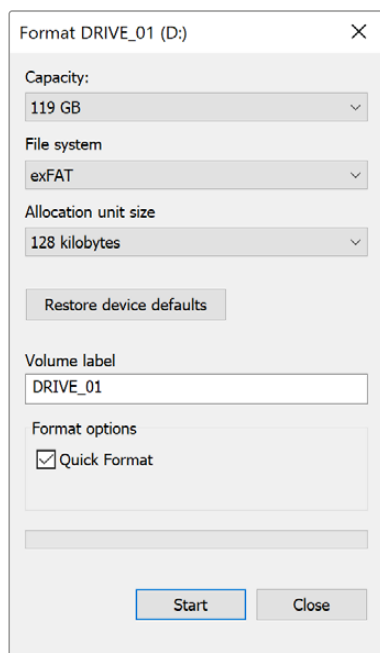 Format DRIVE_01 (D:)
Capacity:
119 GB
File system
exFAT
Allocation unit size
128 kilobytes
Restore device defaults
Volume label
DRIVE_01
Format options
Quick Format
Start
Close